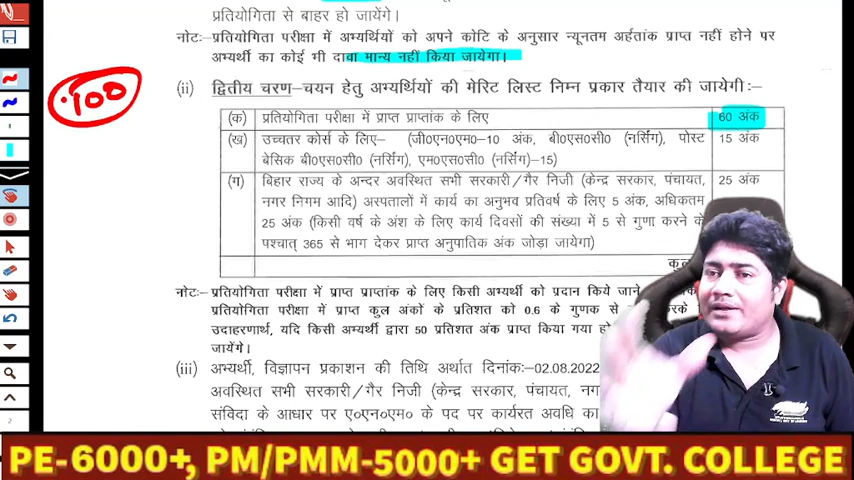 प्रतियोगिता से बाहर हो जायेंगे।
नोटः– प्रतियोगिता परीक्षा में अभ्यर्थियों को अपने कोटि के अनुसार न्यूनतम अर्हतांक प्राप्त नहीं होने पर
अभ्यर्थी का कोई भी दावा मान्य नहीं किया जायेगा।
100
(ii) द्वितीय चरण–चयन हेतु अभ्यर्थियों की मेरिट लिस्ट निम्न प्रकार तैयार की जायेगी:–
(क) प्रतियोगिता परीक्षा में प्राप्त प्राप्तांक के लिए 60 अंक
(ख) उच्चतर कोर्स के लिए– (जी०एन०एम०–10 अंक, बी०एस०सी० (नर्सिंग), पोस्ट 15 अंक
बेसिक बी०एस०सी० (नर्सिंग), एम०एस०सी० (नर्सिंग)–15)
(ग) बिहार राज्य के अन्दर अवस्थित सभी सरकारी/गैर निजी (केन्द्र सरकार, पंचायत, 25 अंक
नगर निगम आदि) अस्पतालों में कार्य का अनुभव प्रतिवर्ष के लिए 5 अंक, अधिकतम
25 अंक (किसी वर्ष के अंश के लिए कार्य दिवसों की संख्या में 5 से गुणा करने के
पश्चात् 365 से भाग देकर प्राप्त अनुपातिक अंक जोड़ा जायेगा)
नोटः– प्रतियोगिता परीक्षा में प्राप्त प्राप्तांक के लिए किसी अभ्यर्थी को प्रदान किये जाने
प्रतियोगिता परीक्षा में प्राप्त कुल अंकों के प्रतिशत को 0.6 के गुणक से
उदाहरणार्थ, यदि किसी अभ्यर्थी द्वारा 50 प्रतिशत अंक प्राप्त किया गया
जायेंगे।
(iii) अभ्यर्थी, विज्ञापन प्रकाशन की तिथि अर्थात दिनांकः–02.08.2022
अवस्थित सभी सरकारी/गैर निजी (केन्द्र सरकार, पंचायत,
संविदा के आधार पर ए०एन०एम० के पद पर कार्यरत अवधि का
PE-6000+, PM/PMM-5000+ GET GOVT. COLLEGE